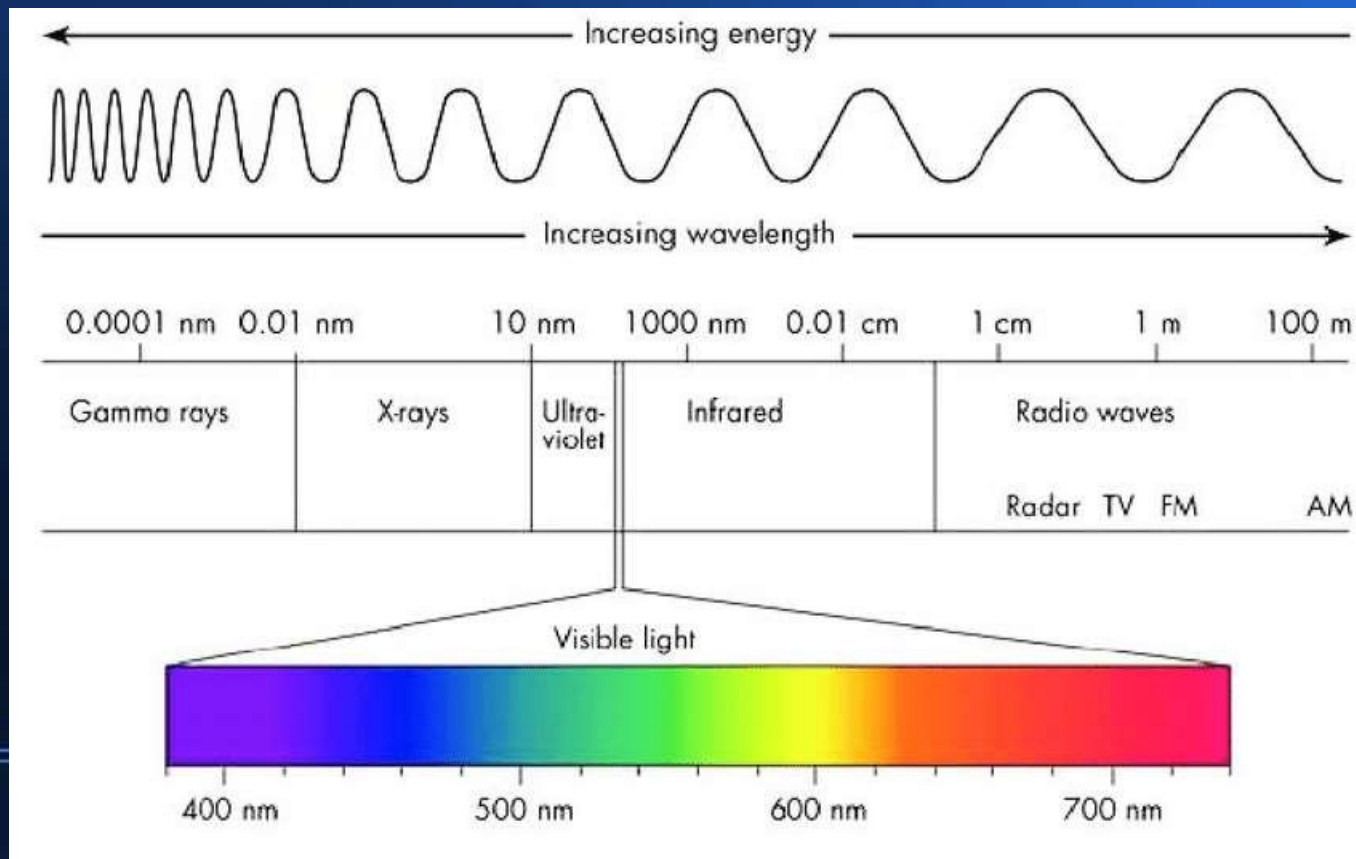 Increasing energy
Increasing wavelength
0.0001 nm 0.01 nm 10 nm 1000 nm 0.01 cm 1 cm 1 m 100 m
Gamma rays X-rays Ultra- Infrared Radio waves
violet
Radar TV FM AM
Visible light
400 nm 500 nm 600 nm 700 nm